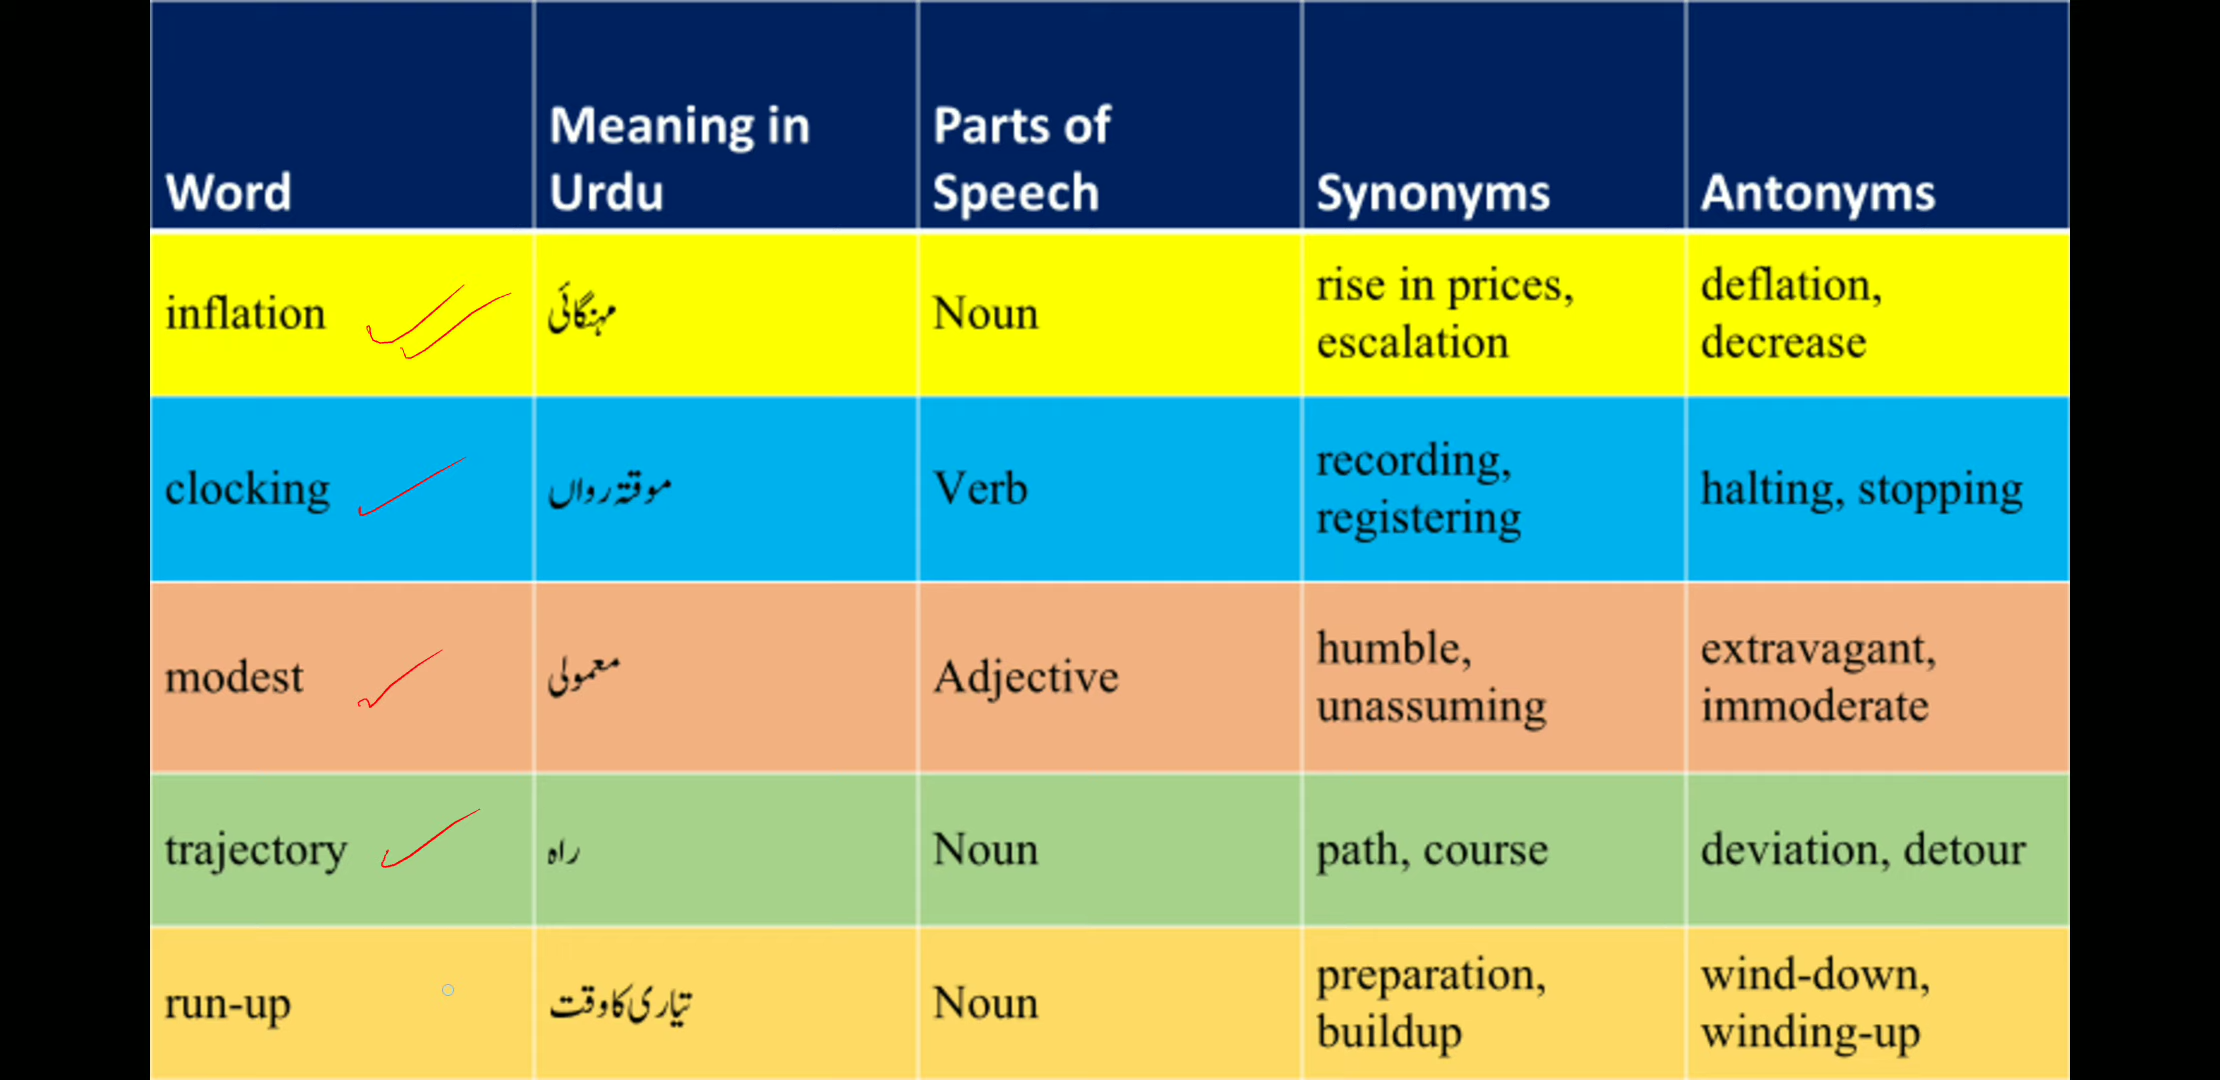 Word
Meaning in
Urdu
Parts of
Speech
Synonyms
Antonyms
inflation
مہنگائی
Noun
rise in prices,
escalation
deflation,
decrease
clocking
موقتہ رواں
Verb
recording,
registering
halting, stopping
modest
معمولی
Adjective
humble,
unassuming
extravagant,
immoderate
trajectory
راہ
Noun
path, course
deviation, detour
run-up
تیاری کا وقت
Noun
preparation,
buildup
wind-down,
winding-up